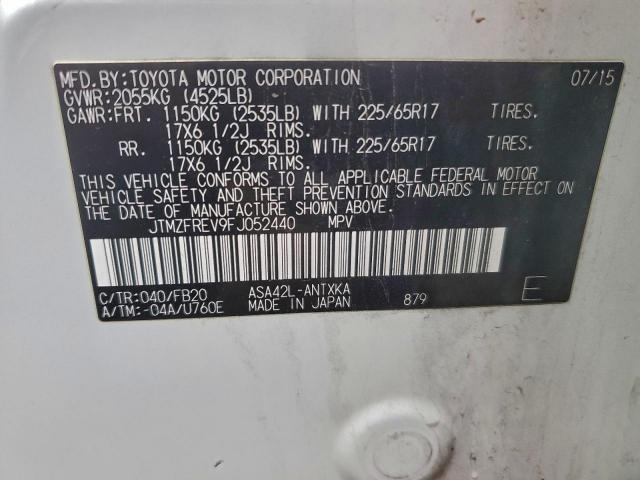 MFD.BY:TOYOTA MOTOR CORPORATION 07/15
GVWR:2055KG (4525LB)
GAWR:FRT. 1150KG (2535LB) WITH 225/65R17 TIRES.
17X6 1/2J RIMS.
RR. 1150KG (2535LB) WITH 225/65R17 TIRES.
17X6 1/2J RIMS.
THIS VEHICLE CONFORMS TO ALL APPLICABLE FEDERAL MOTOR
VEHICLE SAFETY AND THEFT PREVENTION STANDARDS IN EFFECT ON
THE DATE OF MANUFACTURE SHOWN ABOVE.
JTMZFREV9FJ052440 MPV
C/TR:040/FB20 ASA42L-ANTXKA
A/TM:-04A/U760E MADE IN JAPAN 879 E